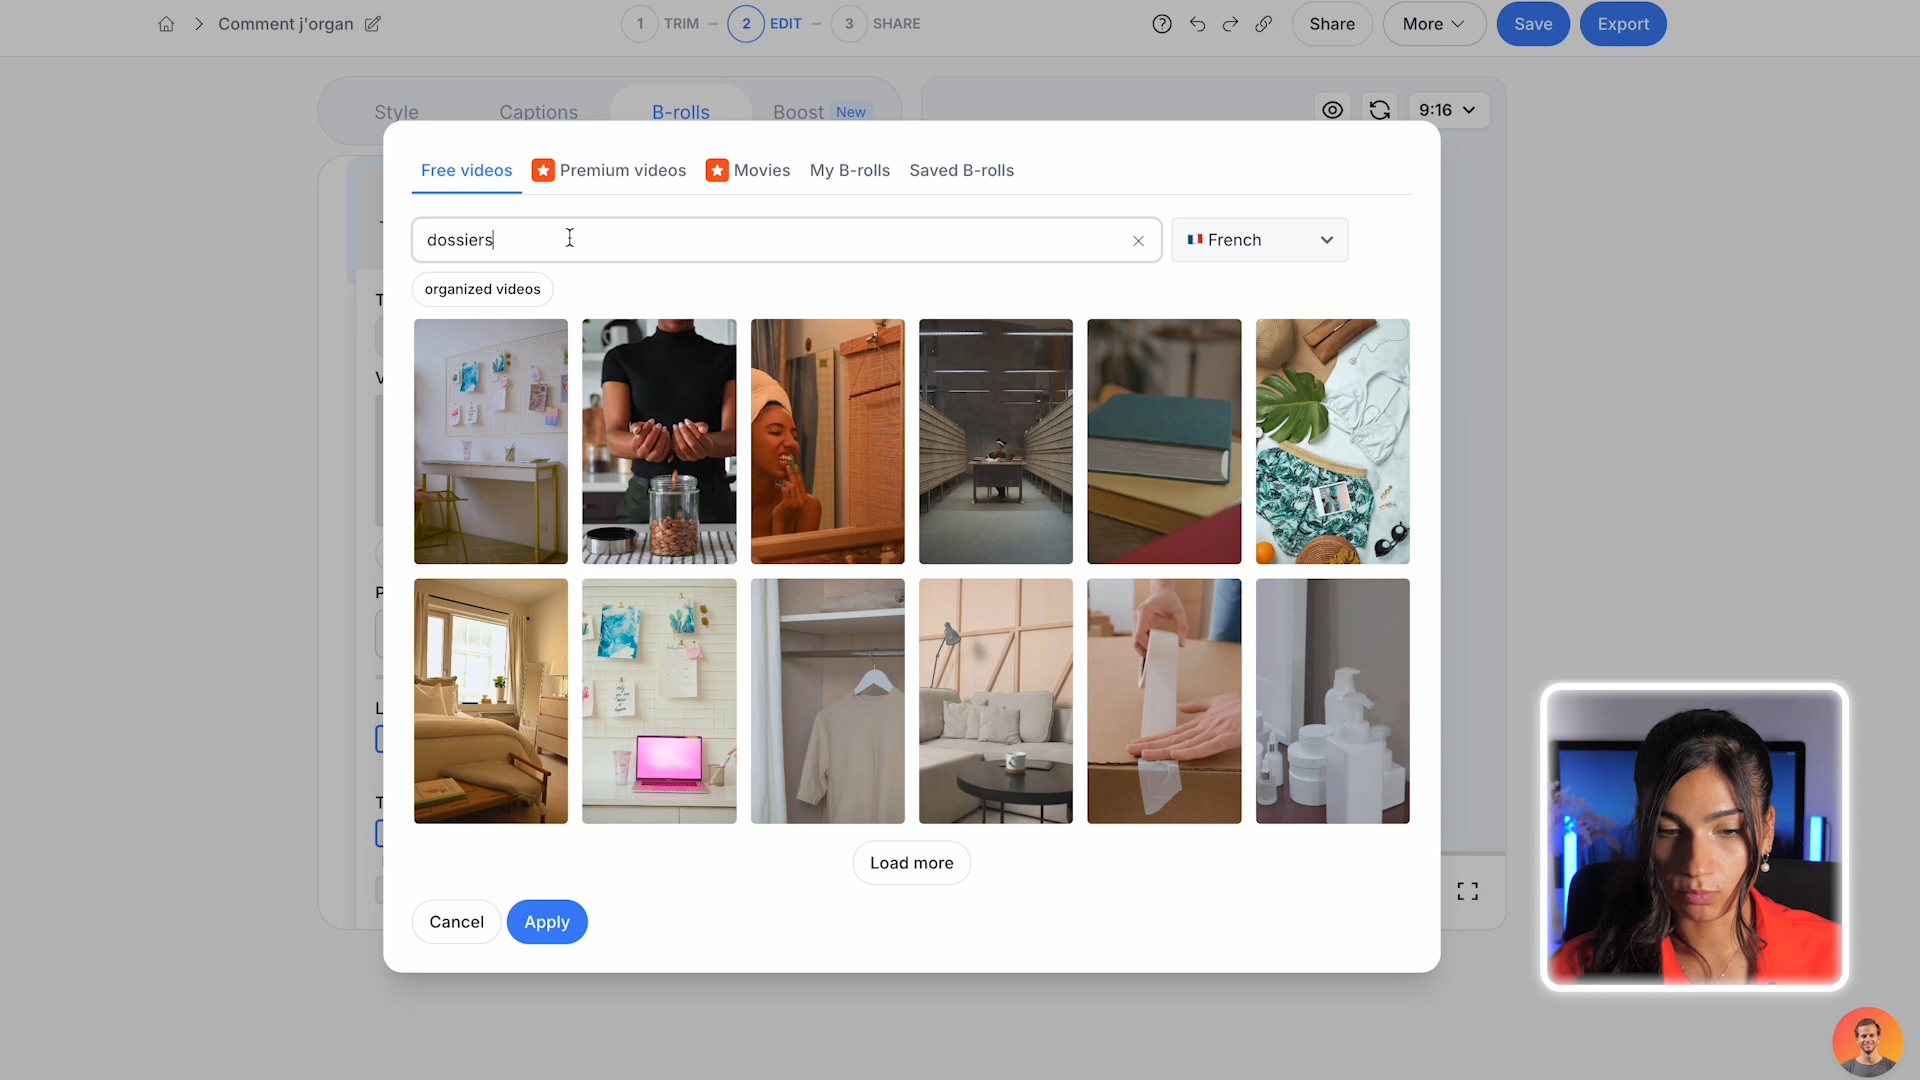 Comment j'organ
1 TRIM – 2 EDIT – 3 SHARE
Share
More
Save
Export
Style
Captions
B-rolls
Boost New
9:16
Free videos
Premium videos
Movies
My B-rolls
Saved B-rolls
dossiers
French
organized videos
Load more
Cancel
Apply